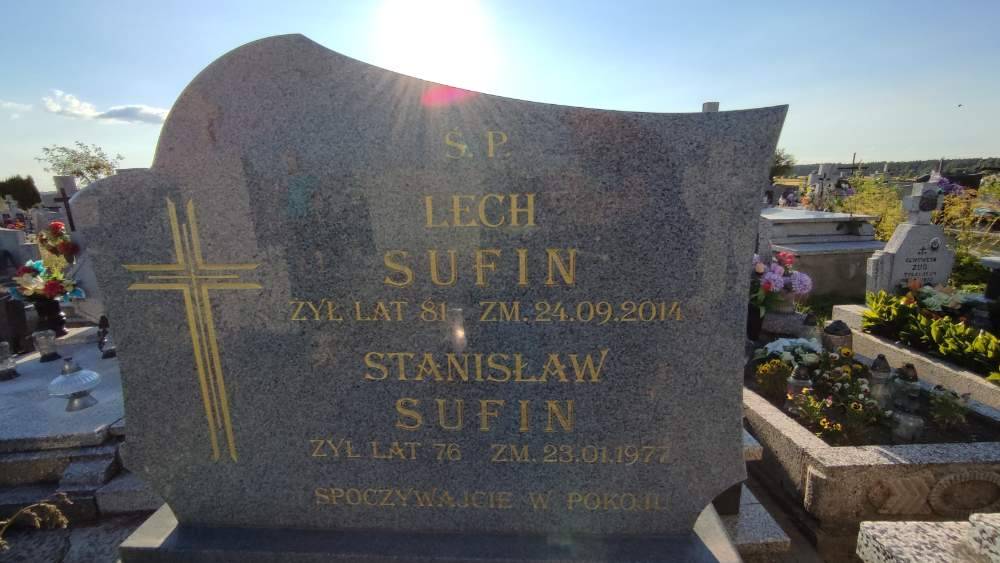 Ś. P.
LECH
SUFIN
ŻYŁ LAT 81 ZM. 24.09.2014
STANISŁAW
SUFIN
ŻYŁ LAT 76 ZM. 23.01.1977
SPOCZYWAJCIE W POKOJU
ZUG